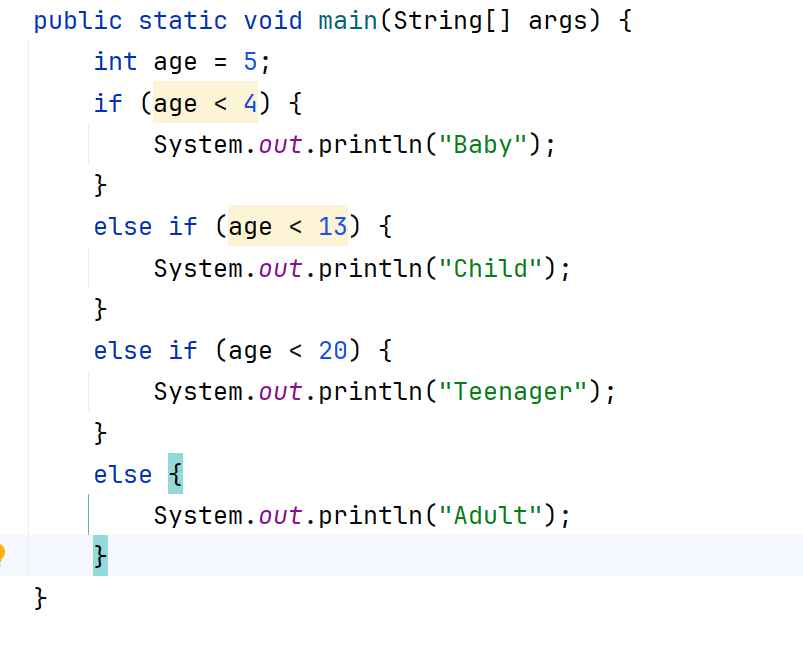 public static void main(String[] args) {
    int age = 5;
    if (age < 4) {
        System.out.println("Baby");
    }
    else if (age < 13) {
        System.out.println("Child");
    }
    else if (age < 20) {
        System.out.println("Teenager");
    }
    else {
        System.out.println("Adult");
    }
}